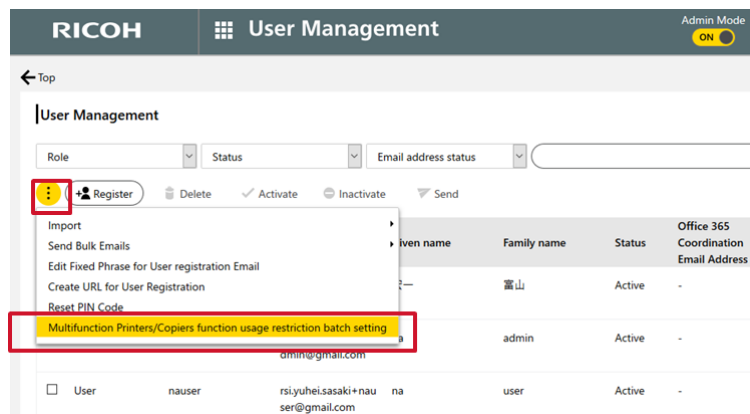 RICOH
User Management
Admin Mode
ON
Top
User Management
Role
Status
Email address status
Register
Delete
Activate
Inactivate
Send
Import
Send Bulk Emails
Edit Fixed Phrase for User registration Email
Create URL for User Registration
Reset PIN Code
Multifunction Printers/Copiers function usage restriction batch setting
iven name
Family name
Status
Office 365
Coordination
Email Address
富山
Active
-
admin
Active
-
dmin@gmail.com
User
nauser
rsi.yuhei.sasaki+nau
ser@gmail.com
na
user
Active
-